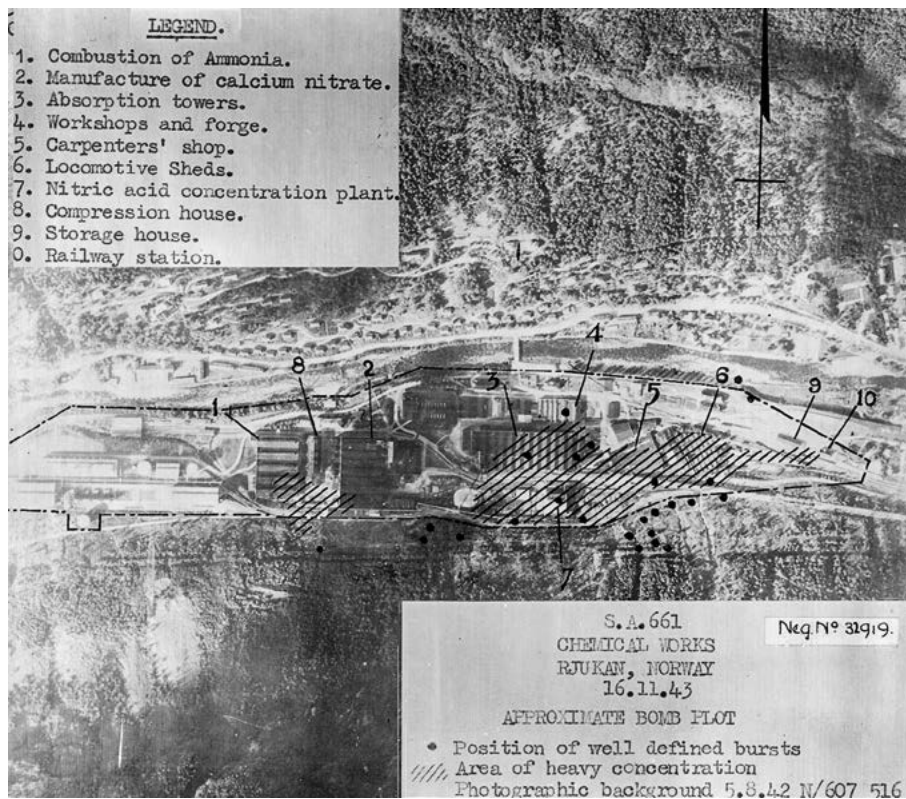 LEGEND.
1. Combustion of Ammonia.
2. Manufacture of calcium nitrate.
3. Absorption towers.
4. Workshops and forge.
5. Carpenters' shop.
6. Locomotive Sheds.
7. Nitric acid concentration plant.
8. Compression house.
9. Storage house.
0. Railway station.
4
8
2
3
5
6
9
10
1
7
S.A.661
Neg. No 32919.
CHEMICAL WORKS
RJUKAN, NORWAY
16.11.43
APPROXIMATE BOMB PLOT
Position of well defined bursts
Area of heavy concentration
Photographic background 5.8.42 N/607 516